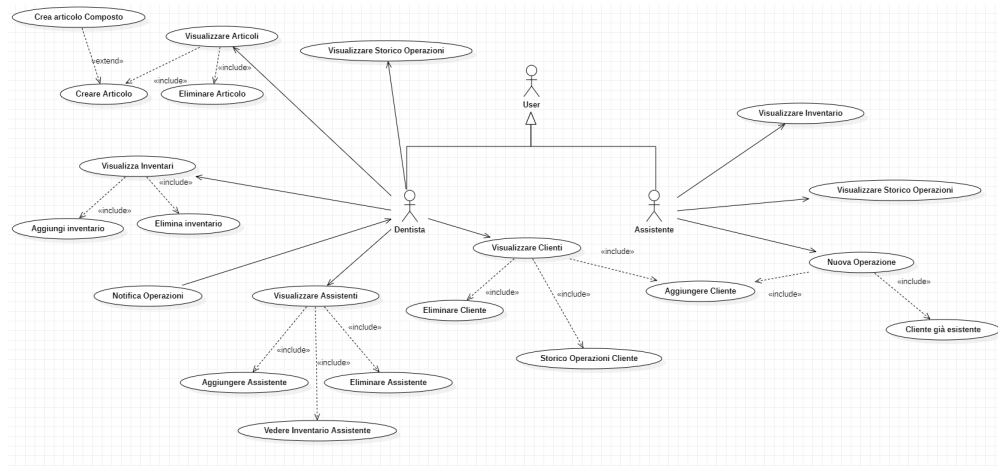 Crea articolo Composto
Visualizzare Articoli
Visualizzare Storico Operazioni
«extend»
«include»
«include»
Creare Articolo
Eliminare Articolo
User
Visualizzare Inventario
Visualizza Inventari
«include»
«include»
Aggiungi inventario
Elimina inventario
Dentista
Assistente
Visualizzare Storico Operazioni
Visualizzare Clienti
«include»
Nuova Operazione
Notifica Operazioni
Visualizzare Assistenti
«include»
«include»
Aggiungere Cliente
«include»
«include»
Eliminare Cliente
Cliente già esistente
«include»
«include»
«include»
Storico Operazioni Cliente
Aggiungere Assistente
Eliminare Assistente
Vedere Inventario Assistente